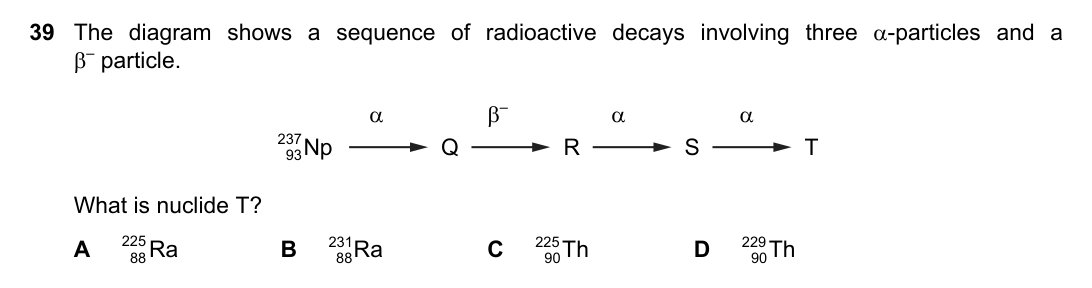 39 The diagram shows a sequence of radioactive decays involving three α-particles and a
β⁻ particle.
α β⁻ α α
²³⁷₉₃Np Q R S T
What is nuclide T?
A ²²⁵₈₈Ra B ²³¹₈₈Ra C ²²⁵₉₀Th D ²²⁹₉₀Th